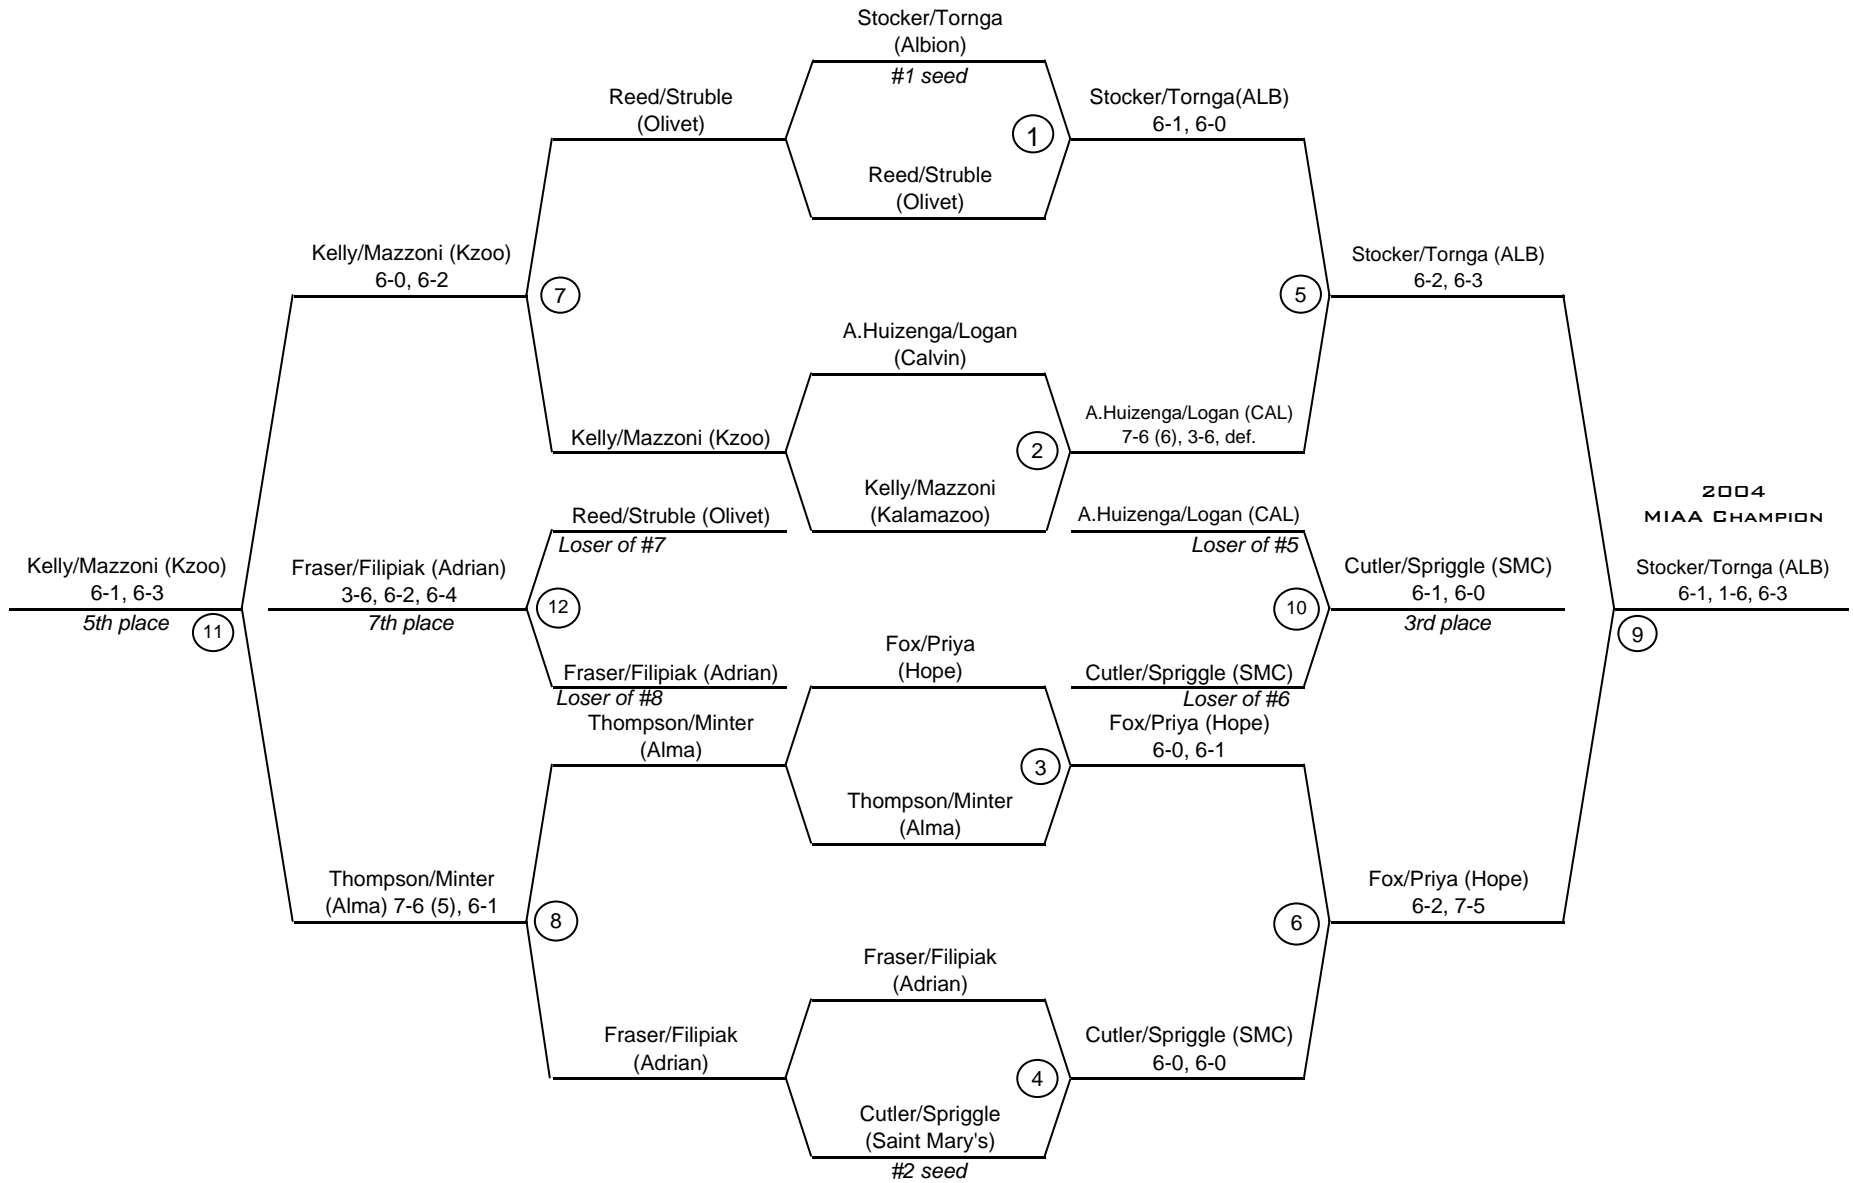 Stocker/Tornga
(Albion)
#1 seed
Reed/Struble
(Olivet)
Stocker/Tornga(ALB)
6-1, 6-0
1
Reed/Struble
(Olivet)
Kelly/Mazzoni (Kzoo)
6-0, 6-2
Stocker/Tornga (ALB)
6-2, 6-3
7
5
A.Huizenga/Logan
(Calvin)
Kelly/Mazzoni (Kzoo)
A.Huizenga/Logan (CAL)
7-6 (6), 3-6, def.
2
Kelly/Mazzoni
(Kalamazoo)
2004
MIAA Champion
Reed/Struble (Olivet)
Loser of #7
A.Huizenga/Logan (CAL)
Loser of #5
Kelly/Mazzoni (Kzoo)
6-1, 6-3
5th place
11
Fraser/Filipiak (Adrian)
3-6, 6-2, 6-4
7th place
12
10
Cutler/Spriggle (SMC)
6-1, 6-0
3rd place
Stocker/Tornga (ALB)
6-1, 1-6, 6-3
9
Fox/Priya
(Hope)
Fraser/Filipiak (Adrian)
Loser of #8
Cutler/Spriggle (SMC)
Loser of #6
Thompson/Minter
(Alma)
Fox/Priya (Hope)
6-0, 6-1
3
Thompson/Minter
(Alma)
Thompson/Minter
(Alma) 7-6 (5), 6-1
8
6
Fox/Priya (Hope)
6-2, 7-5
Fraser/Filipiak
(Adrian)
Fraser/Filipiak
(Adrian)
Cutler/Spriggle (SMC)
6-0, 6-0
4
Cutler/Spriggle
(Saint Mary's)
#2 seed